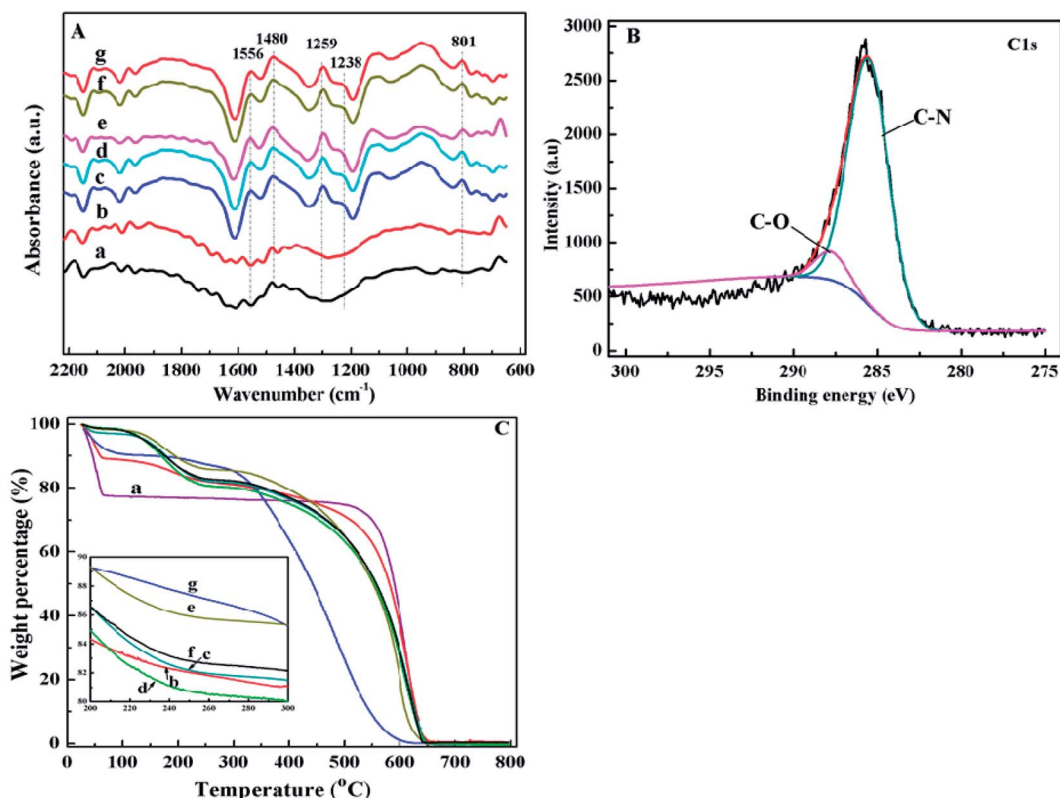 A
g
f
e
d
c
b
a
1556
1480
1259
1238
801
Absorbance (a.u.)
2200 2000 1800 1600 1400 1200 1000 800 600
Wavenumber (cm-1)
B
C1s
C-N
C-O
3000
2500
2000
1500
1000
500
0
Intensity (a.u)
301 295 290 285 280 275
Binding energy (eV)
C
100
80
60
40
20
0
Weight percentage (%)
a
90
88
86
84
82
80
g
e
f c
d b
200 220 240 260 280 300
0 100 200 300 400 500 600 700 800
Temperature (°C)